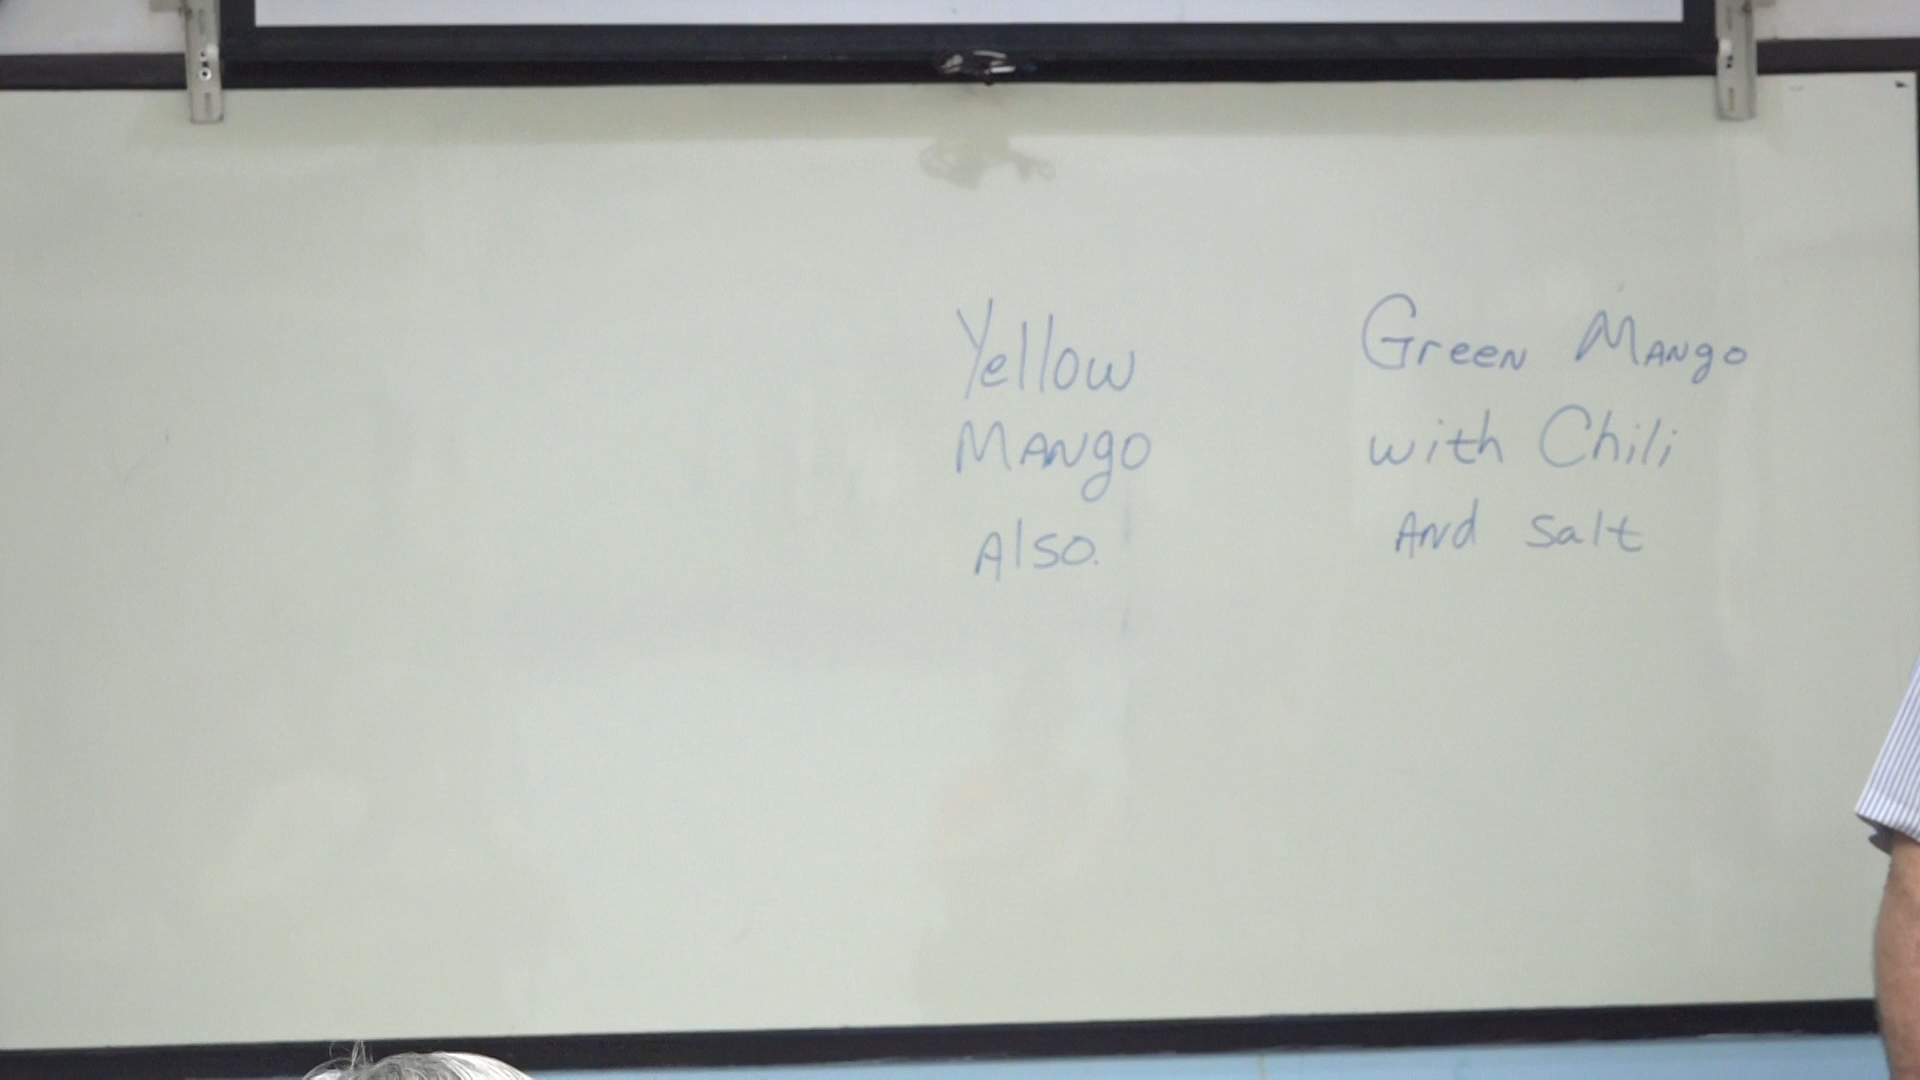 Yellow
Mango
Also.
Green Mango
with Chili
And salt